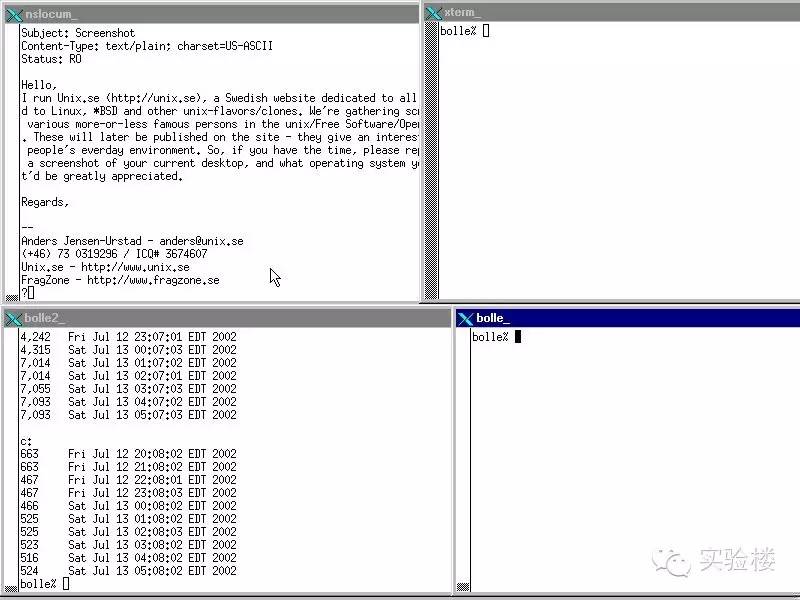 nslocum_
Subject: Screenshot
Content-Type: text/plain; charset=US-ASCII
Status: RO
Hello,
I run Unix.se (http://unix.se), a Swedish website dedicated to all
d to Linux, *BSD and other unix-flavors/clones. We're gathering scr
various more-or-less famous persons in the unix/Free Software/Open
. These will later be published on the site - they give an interest
people's everday environment. So, if you have the time, please rep
a screenshot of your current desktop, and what operating system yo
t'd be greatly appreciated.
Regards,
--
Anders Jensen-Urstad - anders@unix.se
(+46) 73 0319296 / ICQ# 3674607
Unix.se - http://www.unix.se
FragZone - http://www.fragzone.se
?
xterm_
bolle%
bolle2_
4,242 Fri Jul 12 23:07:01 EDT 2002
4,315 Sat Jul 13 00:07:03 EDT 2002
7,014 Sat Jul 13 01:07:02 EDT 2002
7,014 Sat Jul 13 02:07:01 EDT 2002
7,055 Sat Jul 13 03:07:03 EDT 2002
7,093 Sat Jul 13 04:07:02 EDT 2002
7,093 Sat Jul 13 05:07:03 EDT 2002
c:
663 Fri Jul 12 20:08:02 EDT 2002
663 Fri Jul 12 21:08:02 EDT 2002
467 Fri Jul 12 22:08:01 EDT 2002
467 Fri Jul 12 23:08:03 EDT 2002
466 Sat Jul 13 00:08:02 EDT 2002
525 Sat Jul 13 01:08:02 EDT 2002
525 Sat Jul 13 02:08:03 EDT 2002
523 Sat Jul 13 03:08:02 EDT 2002
516 Sat Jul 13 04:08:02 EDT 2002
524 Sat Jul 13 05:08:02 EDT 2002
bolle%
bolle_
bolle%
实验楼